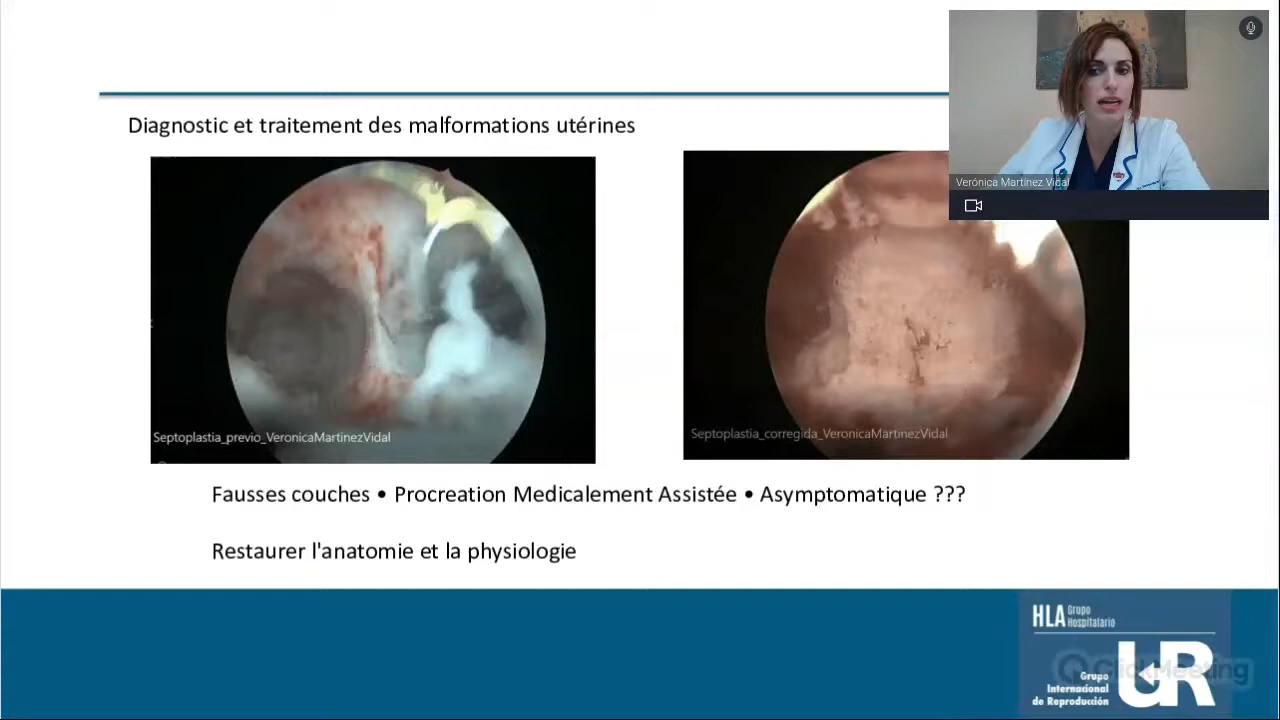 Diagnostic et traitement des malformations utérines
Verónica Martínez Vidal
Septoplastia_previo_VeronicaMartinezVidal
Septoplastia_corregida_VeronicaMartinezVidal
Fausses couches • Procreation Medicalement Assistée • Asymptomatique ???
Restaurer l'anatomie et la physiologie
HLA Grupo
Hospitalario
UR
ClickMeeting
Grupo
Internacional
de Reproducción